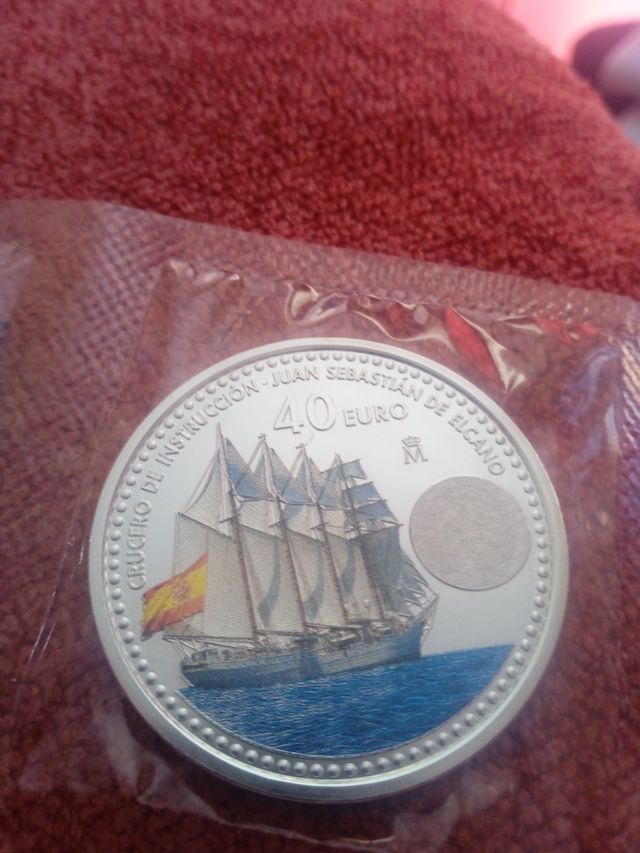 CRUCERO DE INSTRUCCIÓN - JUAN SEBASTIÁN DE ELCANO
40 EURO
M